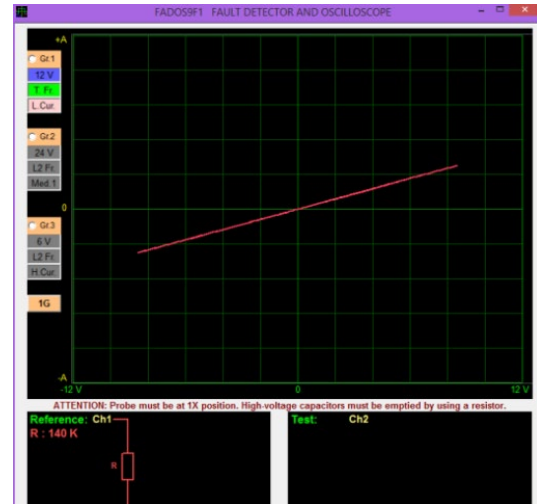 FADOS9F1 FAULT DETECTOR AND OSCILLOSCOPE
+A
Gr.1
12 V
T. Fr.
L.Cur.
Gr.2
24 V
L2 Fr.
Med.1
0
Gr.3
6 V
L2 Fr.
H.Cur.
1G
-A
-12 V 0 12 V
ATTENTION: Probe must be at 1X position. High-voltage capacitors must be emptied by using a resistor.
Reference: Ch1 Test: Ch2
R : 140 K
R